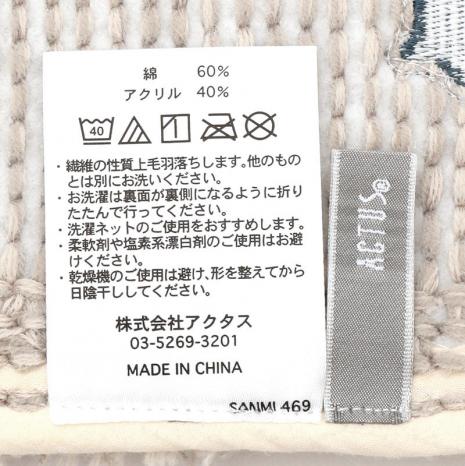 綿 60%
アクリル 40%
40
・繊維の性質上毛羽落ちします。他のもの
とは別にお洗いください。
・お洗濯は裏面が裏側になるように折り
たたんで行ってください。
・洗濯ネットのご使用をおすすめします。
・柔軟剤や塩素系漂白剤のご使用はお避
けください。
・乾燥機のご使用は避け、形を整えてから
日陰干ししてください。
株式会社アクタス
03-5269-3201
MADE IN CHINA
SANMI 469
ACTUS